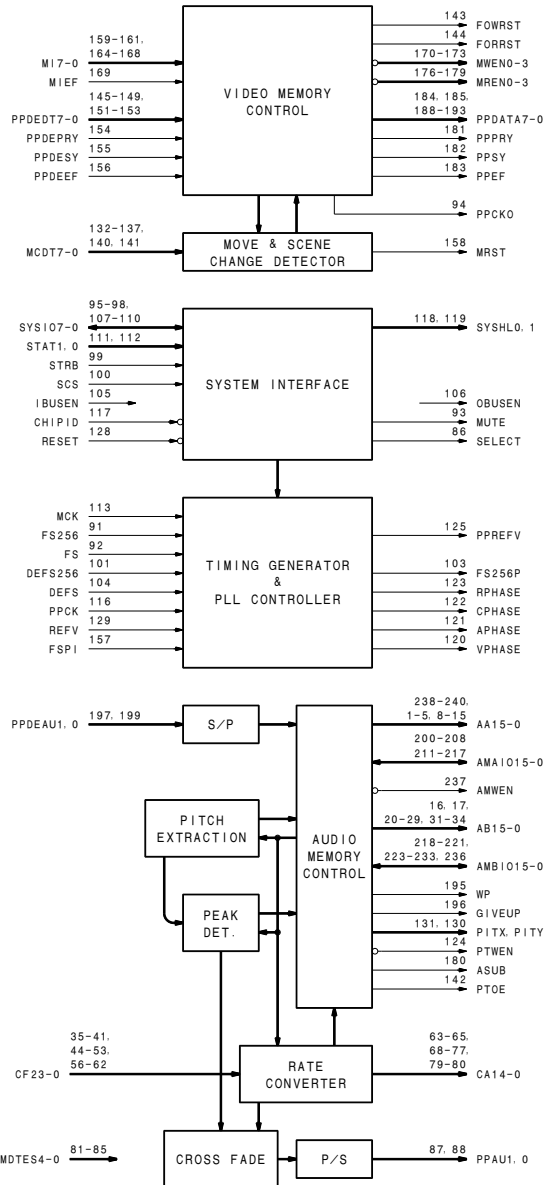 143
FOWRST
159-161,
144
FORRST
164-168
170-173
MI7-0
MWEN0-3
169
176-179
MIEF
MREN0-3
VIDEO MEMORY
CONTROL
145-149,
184, 185,
151-153
188-193
PPDEDT7-0
PPDATA7-0
154
181
PPDEPRY
PPPRY
155
182
PPDESY
PPSY
156
183
PPDEEF
PPEF
94
PPCKO
132-137,
140, 141
158
MCDT7-0
MOVE & SCENE
CHANGE DETECTOR
MRST
95-98,
107-110
118, 119
SYSIO7-0
SYSHL0, 1
111, 112
STAT1, 0
99
STRB
100
SCS
SYSTEM INTERFACE
105
106
IBUSEN
OBUSEN
117
93
CHIPID
MUTE
128
86
RESET
SELECT
113
MCK
91
125
FS256
PPREFV
92
FS
101
103
DEFS256
FS256P
TIMING GENERATOR
&
PLL CONTROLLER
104
123
DEFS
RPHASE
116
122
PPCK
CPHASE
129
121
REFV
APHASE
157
120
FSPI
VPHASE
238-240,
197, 199
1-5, 8-15
PPDEAU1, 0
S/P
AA15-0
200-208
211-217
AMAIO15-0
237
AMWEN
16, 17,
20-29, 31-34
AB15-0
PITCH
EXTRACTION
AUDIO
MEMORY
CONTROL
218-221,
223-233, 236
AMBIO15-0
195
WP
196
GIVEUP
PEAK
DET.
131, 130
PITX, PITY
124
PTWEN
180
ASUB
142
PTOE
35-41,
63-65,
44-53,
68-77,
56-62
79-80
CF23-0
RATE
CONVERTER
CA14-0
81-85
87, 88
MDTES4-0
CROSS FADE
P/S
PPAU1, 0